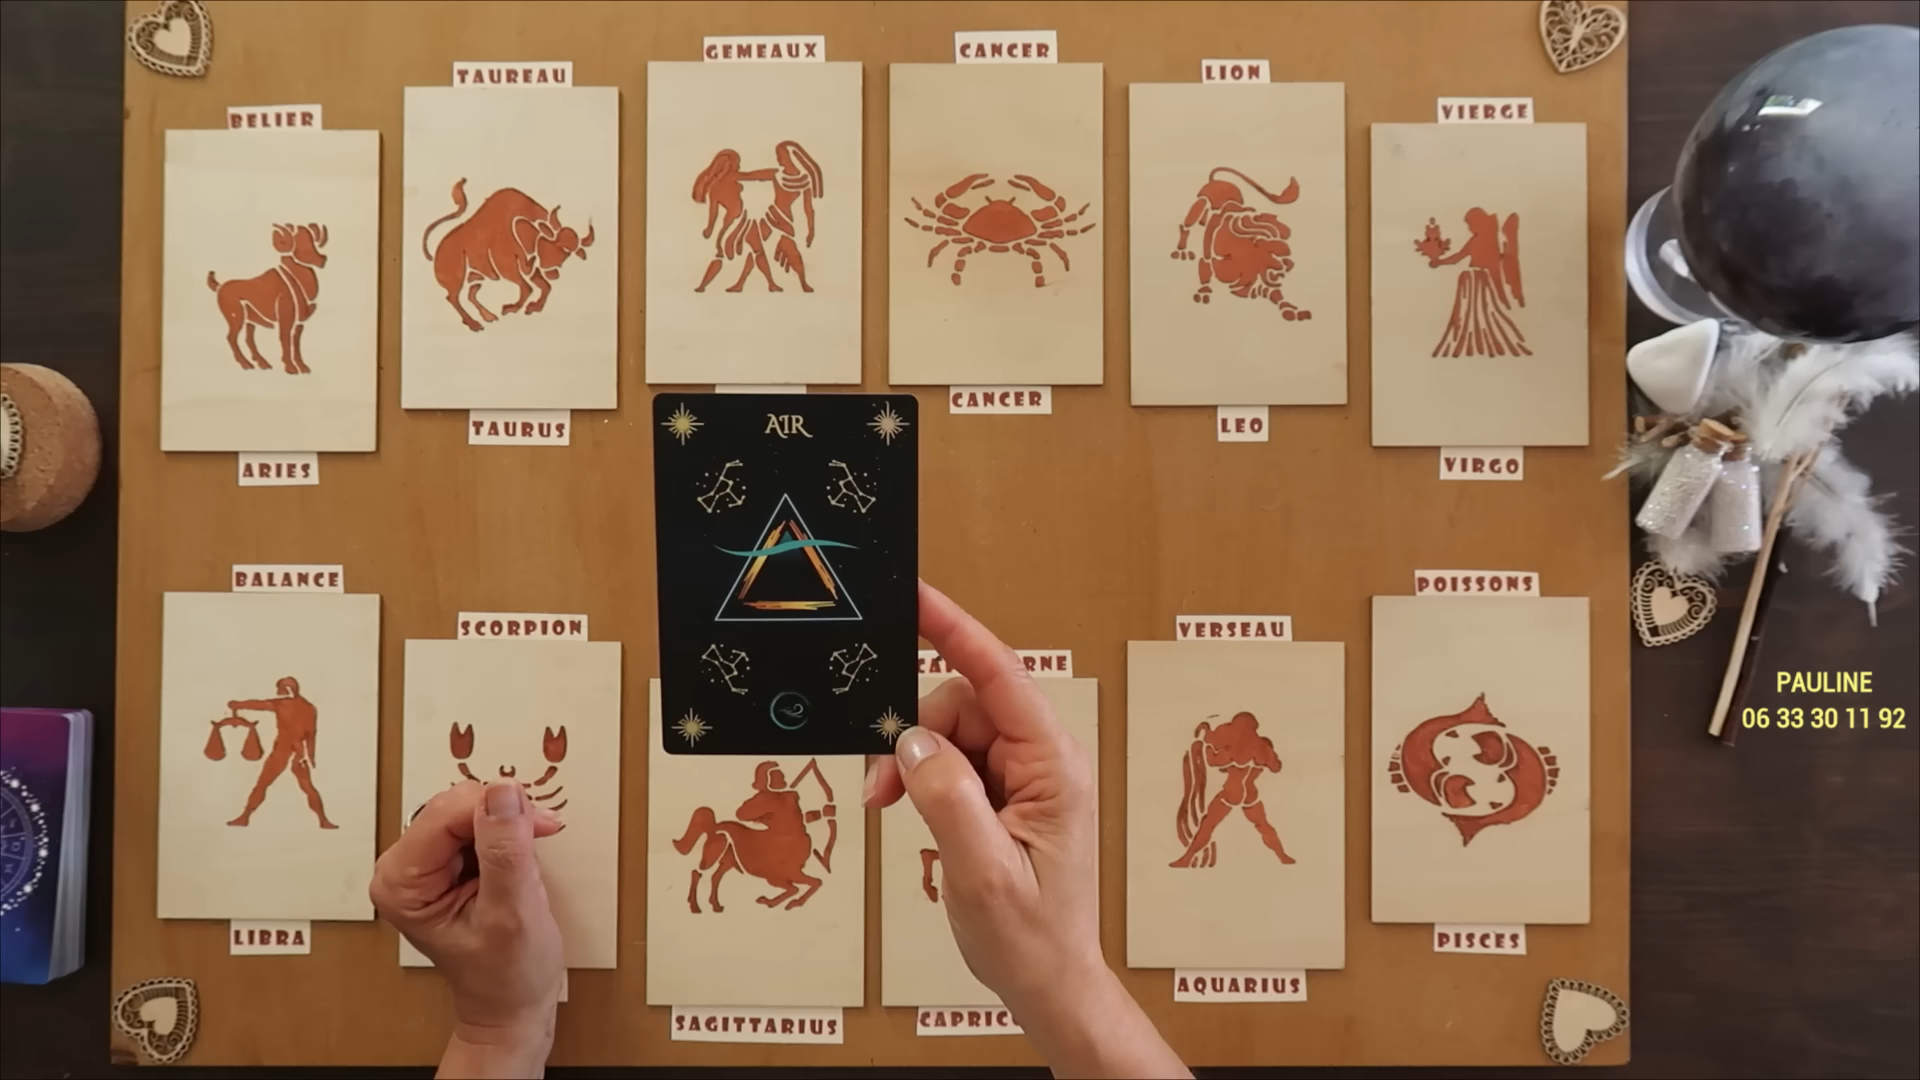 GEMEAUX
CANCER
LION
TAUREAU
VIERGE
BELIER
CANCER
LEO
TAURUS
VIRGO
ARIES
AIR
BALANCE
POISSONS
SCORPION
VERSEAU
PAULINE
06 33 30 11 92
LIBRA
PISCES
AQUARIUS
SAGITTARIUS